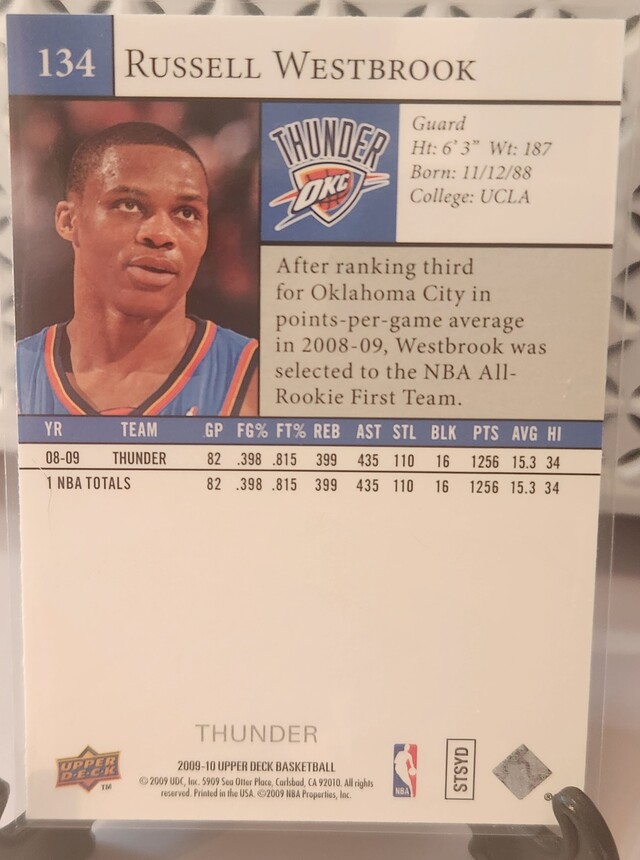 134 RUSSELL WESTBROOK
THUNDER
OKC
Guard
Ht: 6' 3" Wt: 187
Born: 11/12/88
College: UCLA
After ranking third
for Oklahoma City in
points-per-game average
in 2008-09, Westbrook was
selected to the NBA All-
Rookie First Team.
YR TEAM GP FG% FT% REB AST STL BLK PTS AVG HI
08-09 THUNDER 82 .398 .815 399 435 110 16 1256 15.3 34
1 NBA TOTALS 82 .398 .815 399 435 110 16 1256 15.3 34
THUNDER
UPPER
DECK
TM
2009-10 UPPER DECK BASKETBALL
© 2009 UDC, Inc. 5909 Sea Otter Place, Carlsbad, CA 92010. All rights
reserved. Printed in the USA. ©2009 NBA Properties, Inc.
NBA
STSYD
®